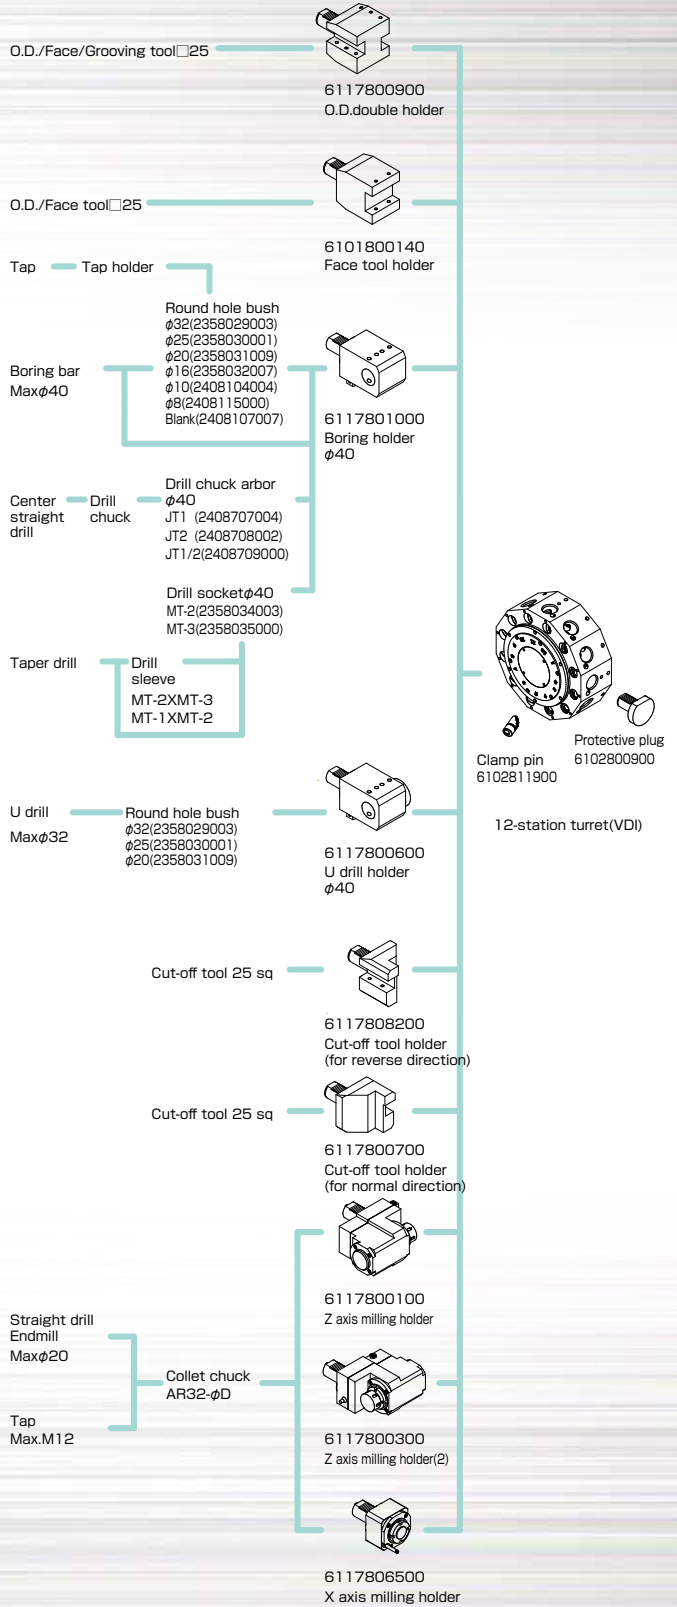 O.D./Face/Grooving tool□25
6117800900
O.D.double holder
O.D./Face tool□25
6101800140
Face tool holder
Tap
Tap holder
Round hole bush
φ32(2358029003)
φ25(2358030001)
φ20(2358031009)
φ16(2358032007)
φ10(2408104004)
φ8(2408115000)
Blank(2408107007)
Boring bar
Maxφ40
6117801000
Boring holder
φ40
Center
straight
drill
Drill
chuck
Drill chuck arbor
φ40
JT1 (2408707004)
JT2 (2408708002)
JT1/2(2408709000)
Drill socketφ40
MT-2(2358034003)
MT-3(2358035000)
Taper drill
Drill
sleeve
MT-2XMT-3
MT-1XMT-2
Clamp pin
6102811900
Protective plug
6102800900
12-station turret(VDI)
U drill
Maxφ32
Round hole bush
φ32(2358029003)
φ25(2358030001)
φ20(2358031009)
6117800600
U drill holder
φ40
Cut-off tool 25 sq
6117808200
Cut-off tool holder
(for reverse direction)
Cut-off tool 25 sq
6117800700
Cut-off tool holder
(for normal direction)
6117800100
Z axis milling holder
Straight drill
Endmill
Maxφ20
Tap
Max.M12
Collet chuck
AR32-φD
6117800300
Z axis milling holder(2)
6117806500
X axis milling holder